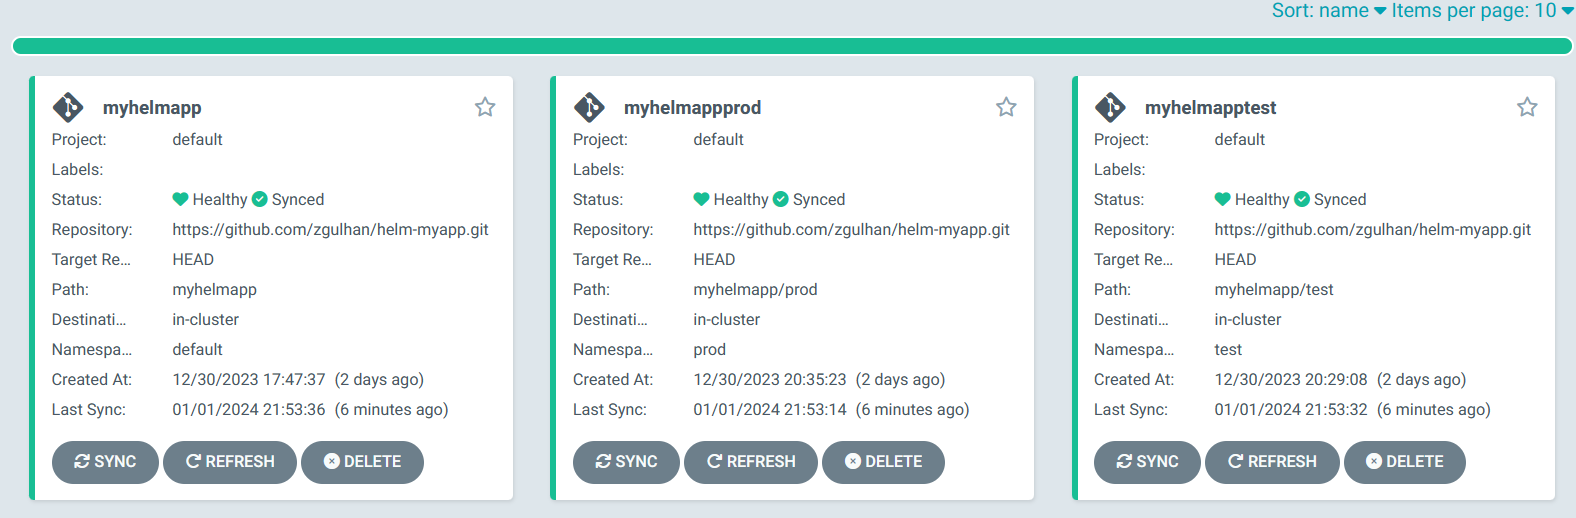 Sort: name Items per page: 10
myhelmapp
Project: default
Labels:
Status: Healthy Synced
Repository: https://github.com/zgulhan/helm-myapp.git
Target Re... HEAD
Path: myhelmapp
Destinati... in-cluster
Namespa... default
Created At: 12/30/2023 17:47:37 (2 days ago)
Last Sync: 01/01/2024 21:53:36 (6 minutes ago)
SYNC REFRESH DELETE
myhelmappprod
Project: default
Labels:
Status: Healthy Synced
Repository: https://github.com/zgulhan/helm-myapp.git
Target Re... HEAD
Path: myhelmapp/prod
Destinati... in-cluster
Namespa... prod
Created At: 12/30/2023 20:35:23 (2 days ago)
Last Sync: 01/01/2024 21:53:14 (6 minutes ago)
SYNC REFRESH DELETE
myhelmapptest
Project: default
Labels:
Status: Healthy Synced
Repository: https://github.com/zgulhan/helm-myapp.git
Target Re... HEAD
Path: myhelmapp/test
Destinati... in-cluster
Namespa... test
Created At: 12/30/2023 20:29:08 (2 days ago)
Last Sync: 01/01/2024 21:53:32 (6 minutes ago)
SYNC REFRESH DELETE